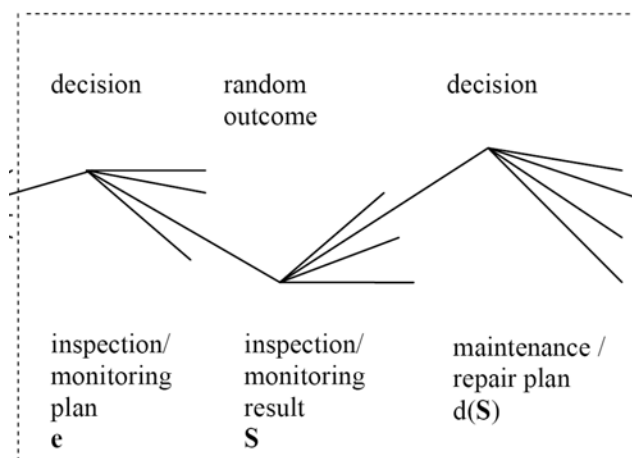 decision
random
outcome
decision
inspection/
monitoring
plan
e
inspection/
monitoring
result
S
maintenance /
repair plan
d(S)